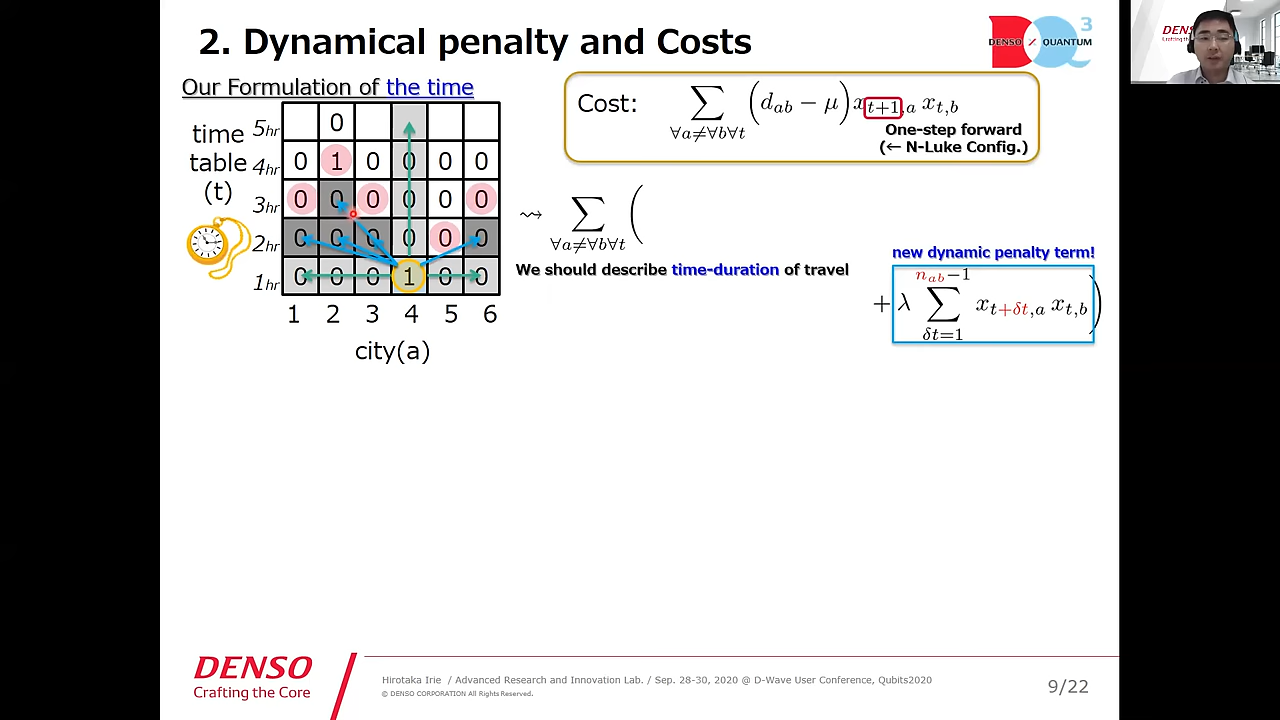 2. Dynamical penalty and Costs
DENSO × QUANTUM 3
Our Formulation of the time
time
table
(t)
5hr 0
4hr 0 1 0 0 0 0
3hr 0 0 0 0 0 0
2hr 0 0 0 0 0 0
1hr 0 0 0 1 0 0
1 2 3 4 5 6
city(a)
Cost: ∑ ∀a≠∀b∀t (d_ab − μ) x_t+1,a x_t,b
One-step forward
(← N-Luke Config.)
⇝ ∑ ∀a≠∀b∀t (
We should describe time-duration of travel
new dynamic penalty term!
+ λ ∑ δt=1 n_ab−1 x_t+δt,a x_t,b )
DENSO
Crafting the Core
Hirotaka Irie / Advanced Research and Innovation Lab. / Sep. 28-30, 2020 @ D-Wave User Conference, Qubits2020
© DENSO CORPORATION All Rights Reserved.
9/22